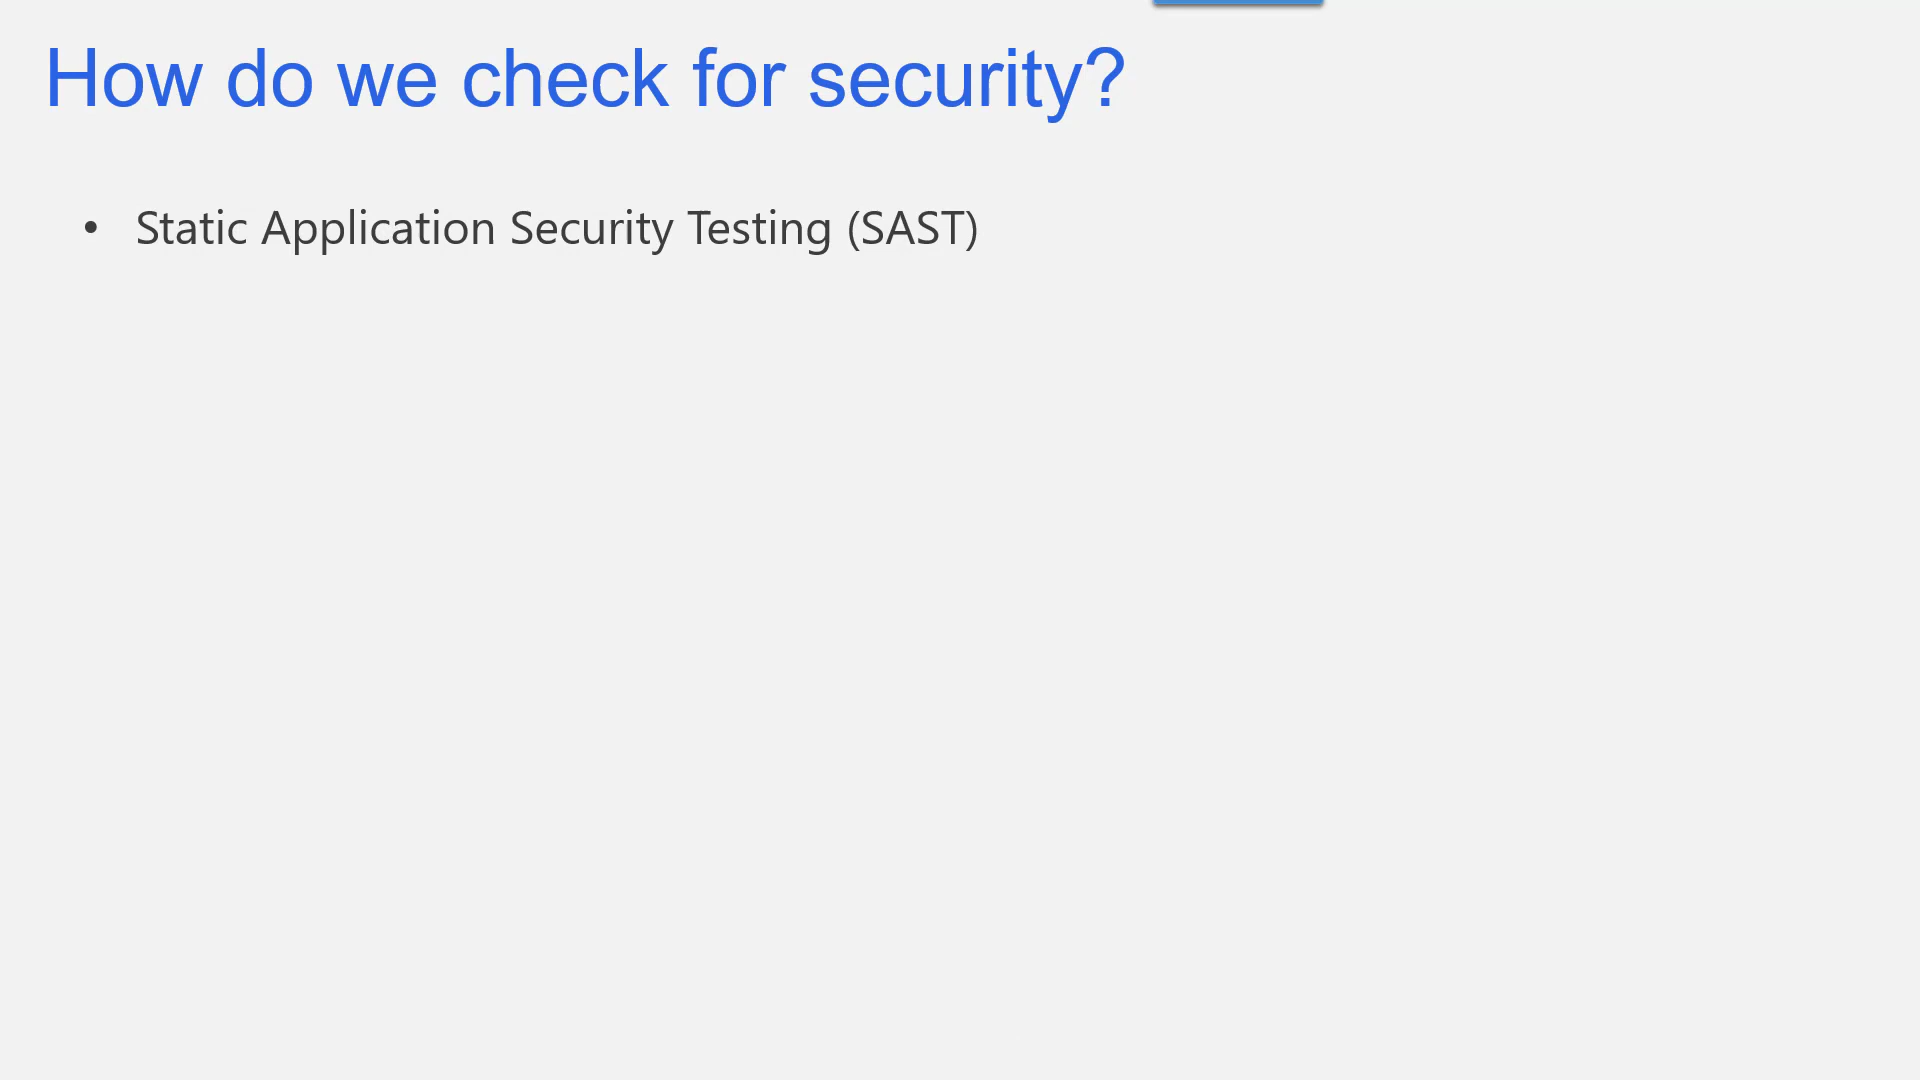 How do we check for security?
• Static Application Security Testing (SAST)